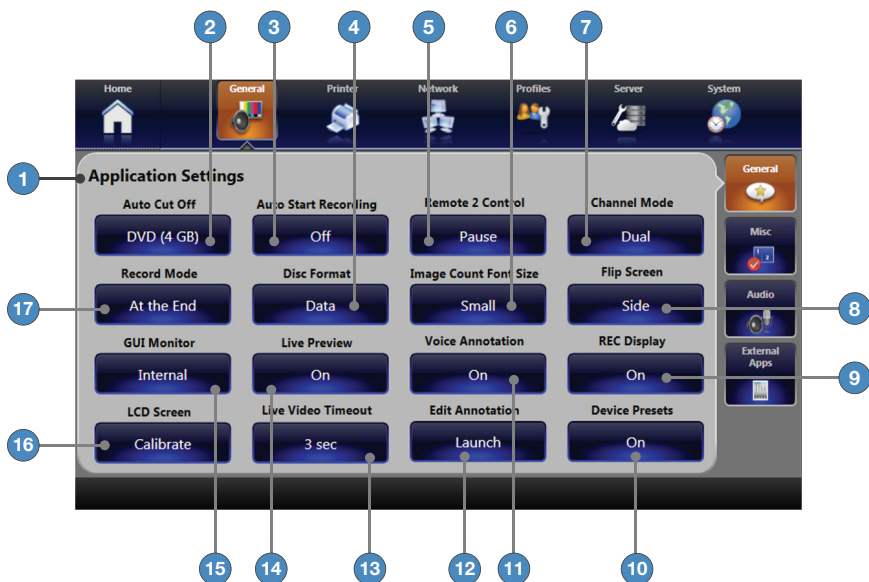 2 3 4 5 6 7
Home General Printer Network Profiles Server System
1
Application Settings
General
Auto Cut Off Auto Start Recording Remote 2 Control Channel Mode
DVD (4 GB) Off Pause Dual
Misc
Record Mode Disc Format Image Count Font Size Flip Screen
At the End Data Small Side
Audio
17
8
GUI Monitor Live Preview Voice Annotation REC Display
Internal On On On
External
Apps
9
LCD Screen Live Video Timeout Edit Annotation Device Presets
Calibrate 3 sec Launch On
16
15 14 13 12 11 10